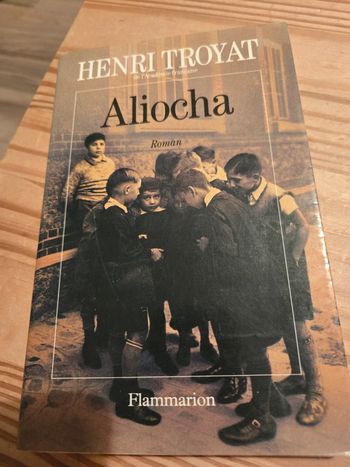 HENRI TROYAT
de l'Académie française
Aliocha
Roman
Flammarion